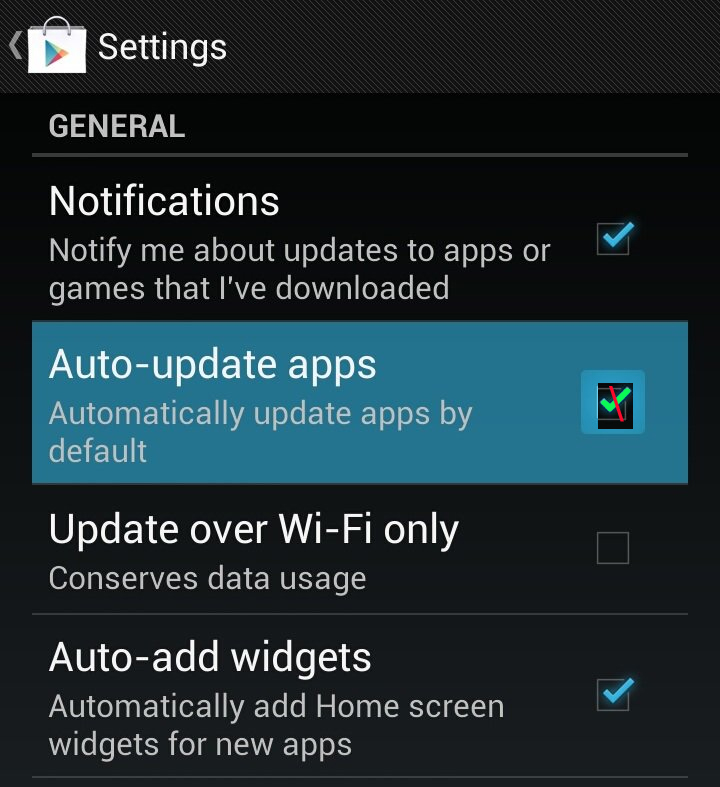 Settings
GENERAL
Notifications
Notify me about updates to apps or
games that I've downloaded
Auto-update apps
Automatically update apps by
default
Update over Wi-Fi only
Conserves data usage
Auto-add widgets
Automatically add Home screen
widgets for new apps